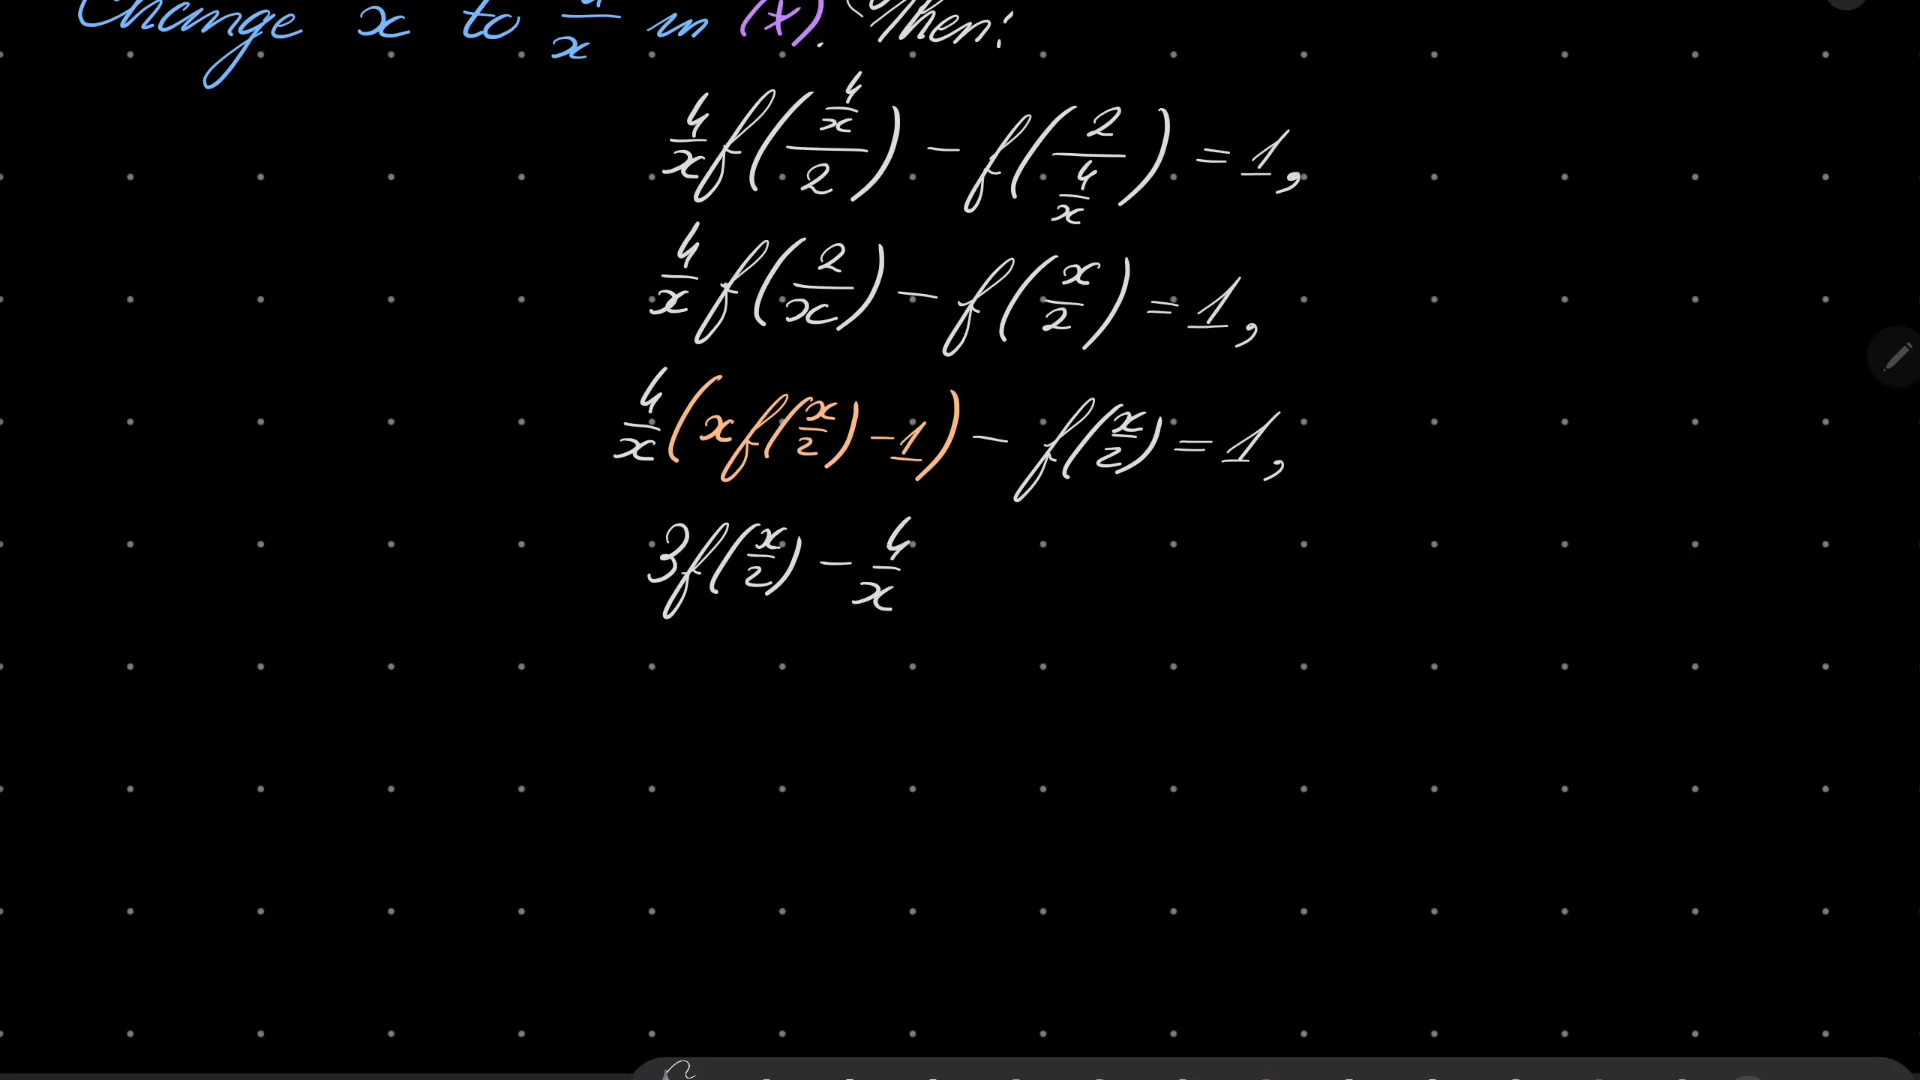 Change x to 4/x in (*). Then:
4/x f((4/x)/2) - f(2/(4/x)) = 1,
4/x f(2/x) - f(x/2) = 1,
4/x (xf(x/2) - 1) - f(x/2) = 1,
3f(x/2) - 4/x